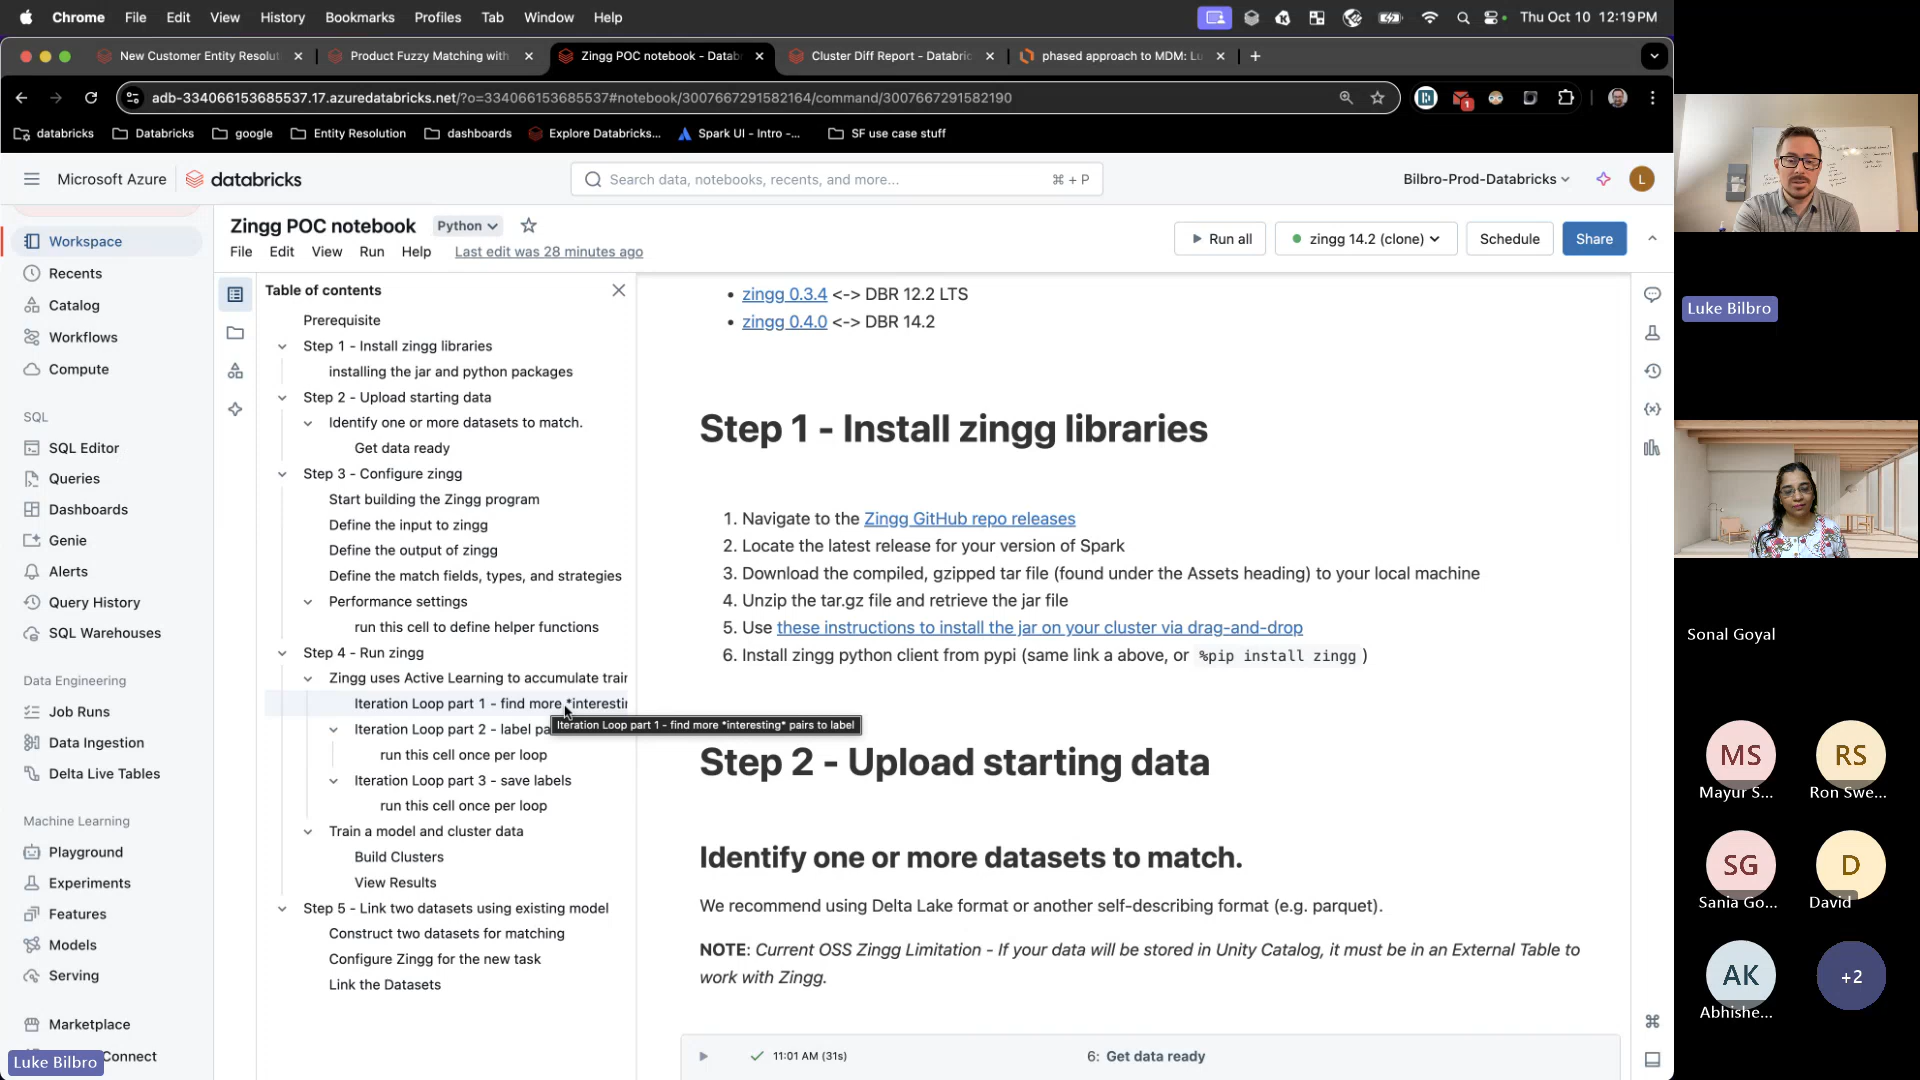 Chrome File Edit View History Bookmarks Profiles Tab Window Help
Thu Oct 10 12:19 PM
New Customer Entity Resolut
Product Fuzzy Matching with
Zingg POC notebook - Datab
Cluster Diff Report - Databric
phased approach to MDM: Lu
adb-334066153685537.17.azuredatabricks.net/?o=334066153685537#notebook/3007667291582164/command/3007667291582190
1
databricks
Databricks
google
Entity Resolution
dashboards
Explore Databricks...
Spark UI - Intro -...
SF use case stuff
Microsoft Azure
databricks
Search data, notebooks, recents, and more...
⌘ + P
Bilbro-Prod-Databricks
L
Workspace
Recents
Catalog
Workflows
Compute
SQL
SQL Editor
Queries
Dashboards
Genie
Alerts
Query History
SQL Warehouses
Data Engineering
Job Runs
Data Ingestion
Delta Live Tables
Machine Learning
Playground
Experiments
Features
Models
Serving
Marketplace
Connect
Luke Bilbro
Zingg POC notebook
Python
File Edit View Run Help
Last edit was 28 minutes ago
Run all
zingg 14.2 (clone)
Schedule
Share
Table of contents
Prerequisite
Step 1 - Install zingg libraries
installing the jar and python packages
Step 2 - Upload starting data
Identify one or more datasets to match.
Get data ready
Step 3 - Configure zingg
Start building the Zingg program
Define the input to zingg
Define the output of zingg
Define the match fields, types, and strategies
Performance settings
run this cell to define helper functions
Step 4 - Run zingg
Zingg uses Active Learning to accumulate train
Iteration Loop part 1 - find more *interestin
Iteration Loop part 1 - find more *interesting* pairs to label
Iteration Loop part 2 - label pa
run this cell once per loop
Iteration Loop part 3 - save labels
run this cell once per loop
Train a model and cluster data
Build Clusters
View Results
Step 5 - Link two datasets using existing model
Construct two datasets for matching
Configure Zingg for the new task
Link the Datasets
• zingg 0.3.4 <-> DBR 12.2 LTS
• zingg 0.4.0 <-> DBR 14.2
Step 1 - Install zingg libraries
1. Navigate to the Zingg GitHub repo releases
2. Locate the latest release for your version of Spark
3. Download the compiled, gzipped tar file (found under the Assets heading) to your local machine
4. Unzip the tar.gz file and retrieve the jar file
5. Use these instructions to install the jar on your cluster via drag-and-drop
6. Install zingg python client from pypi (same link a above, or %pip install zingg )
Step 2 - Upload starting data
Identify one or more datasets to match.
We recommend using Delta Lake format or another self-describing format (e.g. parquet).
NOTE: Current OSS Zingg Limitation - If your data will be stored in Unity Catalog, it must be in an External Table to
work with Zingg.
11:01 AM (31s)
6: Get data ready
Luke Bilbro
Sonal Goyal
MS
Mayur S...
RS
Ron Swe...
SG
Sania Go...
D
David
AK
Abhishe...
+2